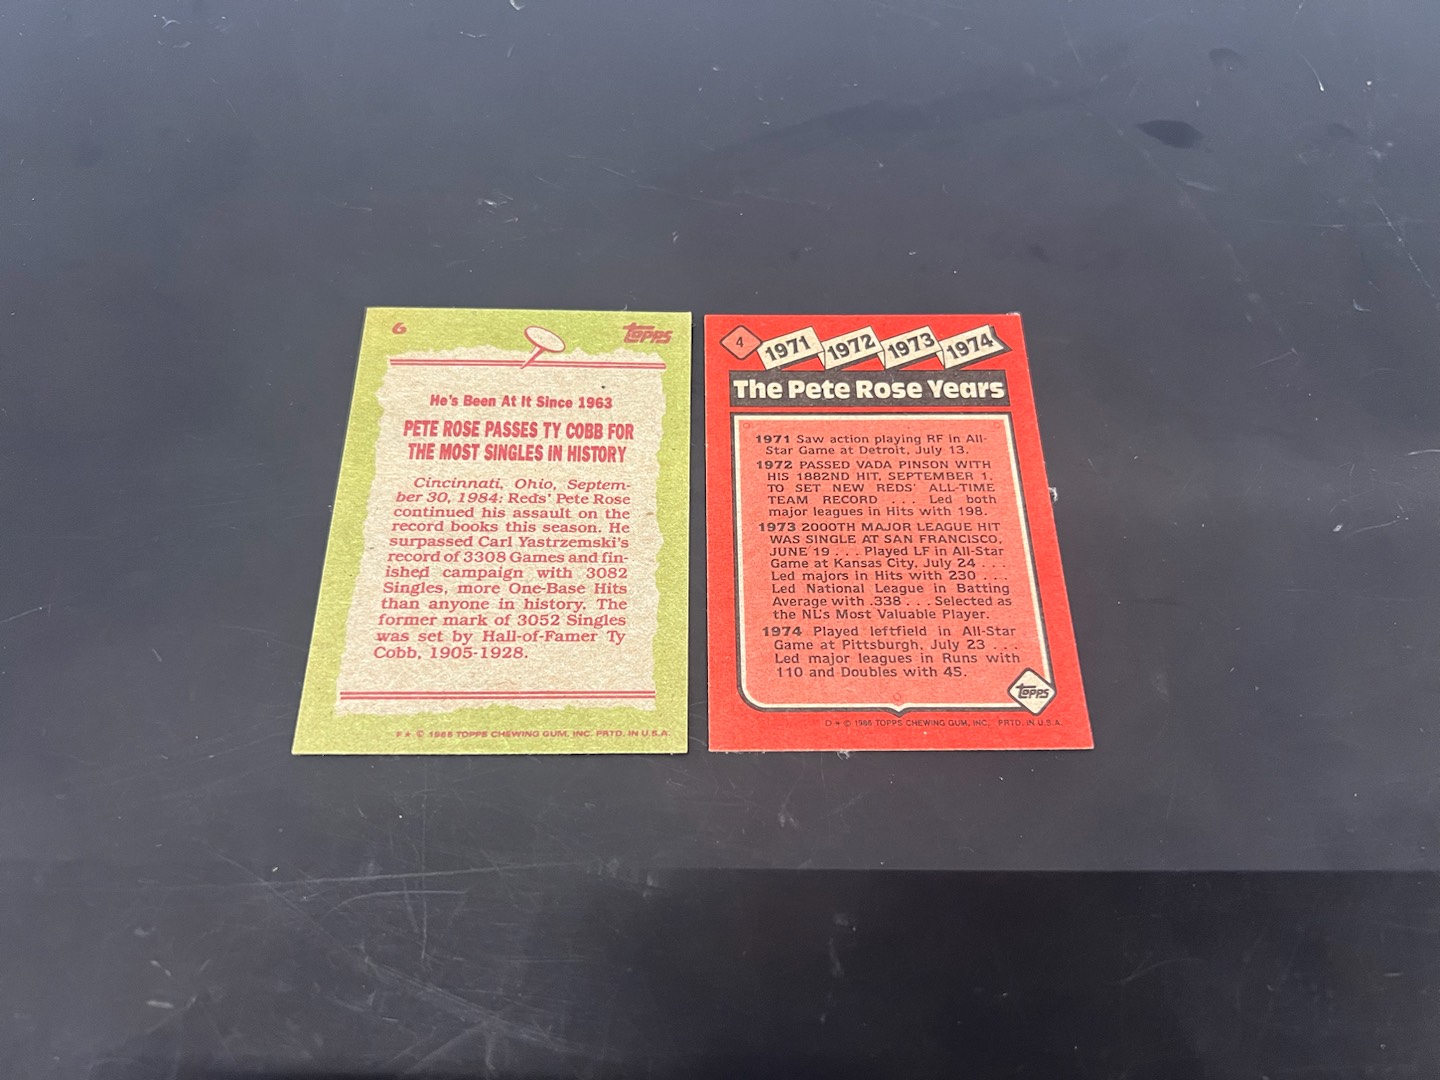 6
Topps
He's Been At It Since 1963
PETE ROSE PASSES TY COBB FOR
THE MOST SINGLES IN HISTORY
Cincinnati, Ohio, Septem-
ber 30, 1984: Reds' Pete Rose
continued his assault on the
record books this season. He
surpassed Carl Yastrzemski's
record of 3308 Games and fin-
ished campaign with 3082
Singles, more One-Base Hits
than anyone in history. The
former mark of 3052 Singles
was set by Hall-of-Famer Ty
Cobb, 1905-1928.
F★ © 1985 TOPPS CHEWING GUM, INC. PRTD. IN U.S.A.
4
1971 1972 1973 1974
The Pete Rose Years
1971 Saw action playing RF in All-
Star Game at Detroit, July 13.
1972 PASSED VADA PINSON WITH
HIS 1882ND HIT, SEPTEMBER 1,
TO SET NEW REDS' ALL-TIME
TEAM RECORD . . . Led both
major leagues in Hits with 198.
1973 2000TH MAJOR LEAGUE HIT
WAS SINGLE AT SAN FRANCISCO,
JUNE 19 . . . Played LF in All-Star
Game at Kansas City, July 24 . . .
Led majors in Hits with 230 . . .
Led National League in Batting
Average with .338 . . . Selected as
the NL's Most Valuable Player.
1974 Played leftfield in All-Star
Game at Pittsburgh, July 23 . . .
Led major leagues in Runs with
110 and Doubles with 45.
Topps
D★ © 1986 TOPPS CHEWING GUM, INC. PRTD. IN U.S.A.